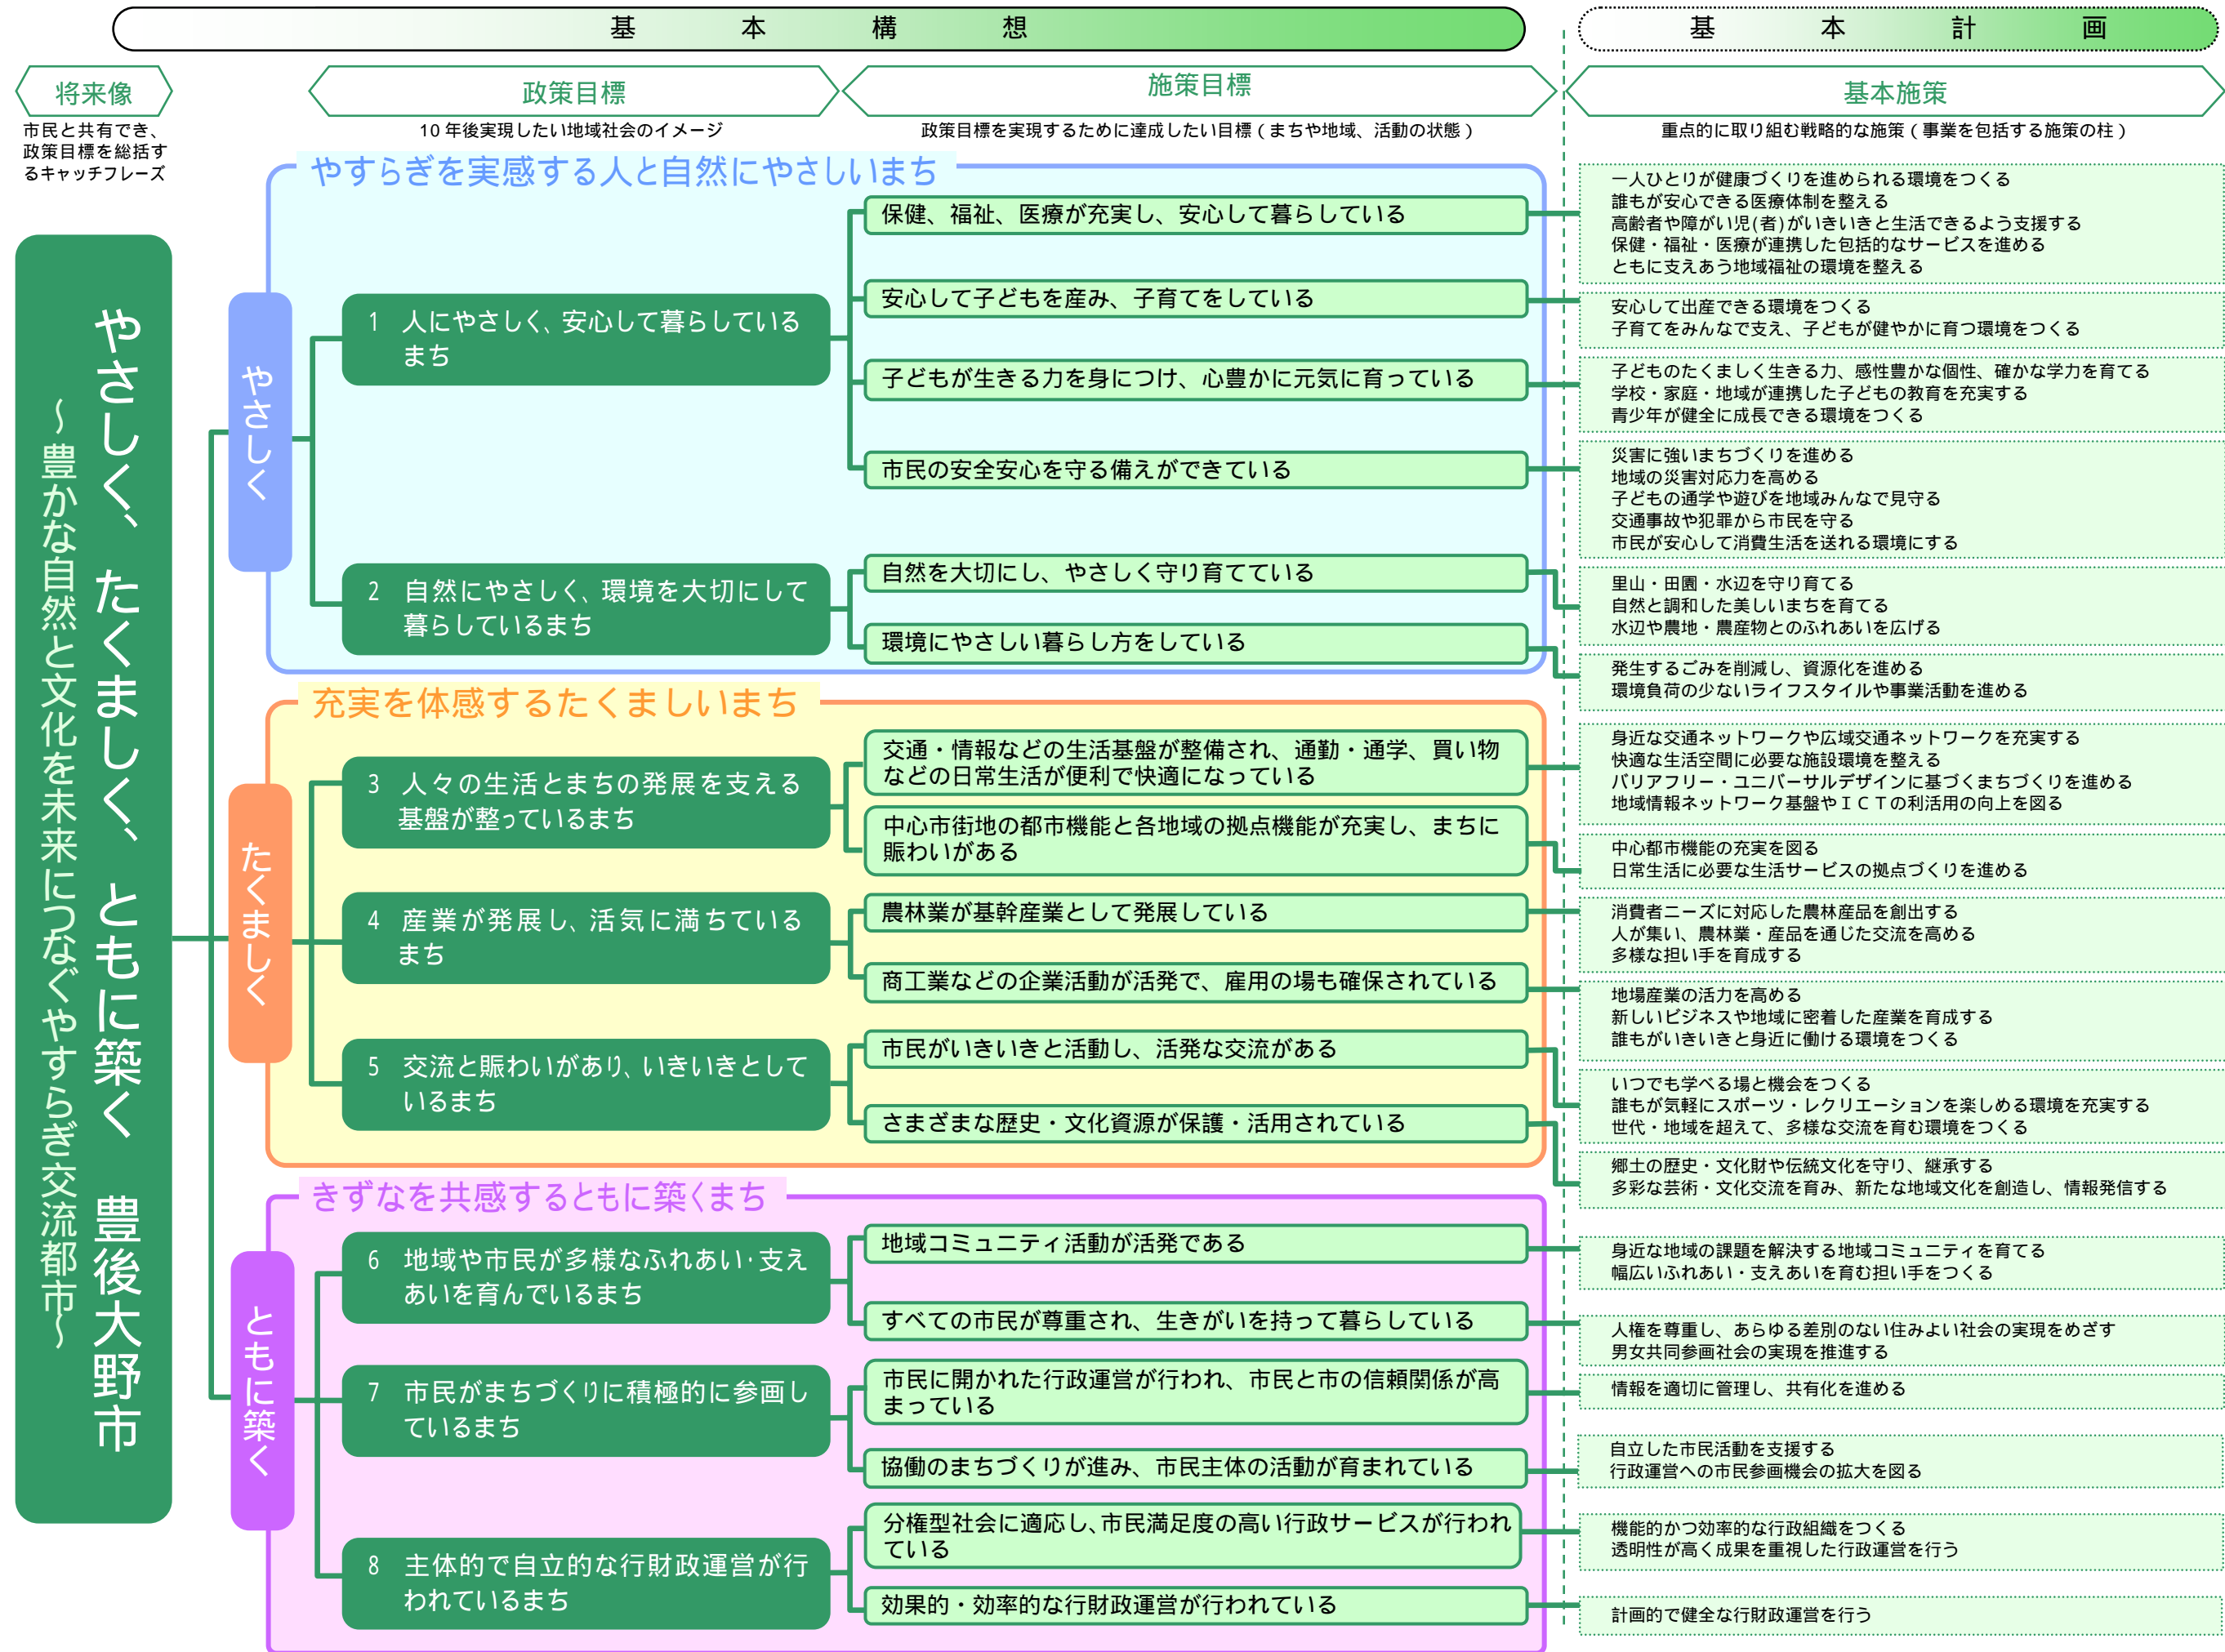 基本構想
基本計画
将来像
政策目標
施策目標
基本施策
市民と共有でき、
政策目標を総括す
るキャッチフレーズ
10年後実現したい地域社会のイメージ
政策目標を実現するために達成したい目標(まちや地域、活動の状態)
重点的に取り組む戦略的な施策(事業を包括する施策の柱)
やさしく、たくましく、ともに築く 豊後大野市
~豊かな自然と文化を未来につなぐやすらぎ交流都市~
やすらぎを実感する人と自然にやさしいまち
やさしく
1 人にやさしく、安心して暮らしている
まち
保健、福祉、医療が充実し、安心して暮らしている
一人ひとりが健康づくりを進められる環境をつくる
誰もが安心できる医療体制を整える
高齢者や障がい児(者)がいきいきと生活できるよう支援する
保健・福祉・医療が連携した包括的なサービスを進める
ともに支えあう地域福祉の環境を整える
安心して子どもを産み、子育てをしている
安心して出産できる環境をつくる
子育てをみんなで支え、子どもが健やかに育つ環境をつくる
子どもが生きる力を身につけ、心豊かに元気に育っている
子どものたくましく生きる力、感性豊かな個性、確かな学力を育てる
学校・家庭・地域が連携した子どもの教育を充実する
青少年が健全に成長できる環境をつくる
市民の安全安心を守る備えができている
災害に強いまちづくりを進める
地域の災害対応力を高める
子どもの通学や遊びを地域みんなで見守る
交通事故や犯罪から市民を守る
市民が安心して消費生活を送れる環境にする
2 自然にやさしく、環境を大切にして
暮らしているまち
自然を大切にし、やさしく守り育てている
里山・田園・水辺を守り育てる
自然と調和した美しいまちを育てる
水辺や農地・農産物とのふれあいを広げる
環境にやさしい暮らし方をしている
発生するごみを削減し、資源化を進める
環境負荷の少ないライフスタイルや事業活動を進める
充実を体感するたくましいまち
たくましく
3 人々の生活とまちの発展を支える
基盤が整っているまち
交通・情報などの生活基盤が整備され、通勤・通学、買い物
などの日常生活が便利で快適になっている
身近な交通ネットワークや広域交通ネットワークを充実する
快適な生活空間に必要な施設環境を整える
バリアフリー・ユニバーサルデザインに基づくまちづくりを進める
地域情報ネットワーク基盤やICTの利活用の向上を図る
中心市街地の都市機能と各地域の拠点機能が充実し、まちに
賑わいがある
中心都市機能の充実を図る
日常生活に必要な生活サービスの拠点づくりを進める
4 産業が発展し、活気に満ちている
まち
農林業が基幹産業として発展している
消費者ニーズに対応した農林産品を創出する
人が集い、農林業・産品を通じた交流を高める
多様な担い手を育成する
商工業などの企業活動が活発で、雇用の場も確保されている
地場産業の活力を高める
新しいビジネスや地域に密着した産業を育成する
誰もがいきいきと身近に働ける環境をつくる
5 交流と賑わいがあり、いきいきとして
いるまち
市民がいきいきと活動し、活発な交流がある
いつでも学べる場と機会をつくる
誰もが気軽にスポーツ・レクリエーションを楽しめる環境を充実する
世代・地域を超えて、多様な交流を育む環境をつくる
さまざまな歴史・文化資源が保護・活用されている
郷土の歴史・文化財や伝統文化を守り、継承する
多彩な芸術・文化交流を育み、新たな地域文化を創造し、情報発信する
きずなを共感するともに築くまち
ともに築く
6 地域や市民が多様なふれあい・支え
あいを育んでいるまち
地域コミュニティ活動が活発である
身近な地域の課題を解決する地域コミュニティを育てる
幅広いふれあい・支えあいを育む担い手をつくる
すべての市民が尊重され、生きがいを持って暮らしている
人権を尊重し、あらゆる差別のない住みよい社会の実現をめざす
男女共同参画社会の実現を推進する
7 市民がまちづくりに積極的に参画し
ているまち
市民に開かれた行政運営が行われ、市民と市の信頼関係が高
まっている
情報を適切に管理し、共有化を進める
協働のまちづくりが進み、市民主体の活動が育まれている
自立した市民活動を支援する
行政運営への市民参画機会の拡大を図る
8 主体的で自立的な行財政運営が行
われているまち
分権型社会に適応し、市民満足度の高い行政サービスが行われ
ている
機能的かつ効率的な行政組織をつくる
透明性が高く成果を重視した行政運営を行う
効果的・効率的な行財政運営が行われている
計画的で健全な行財政運営を行う